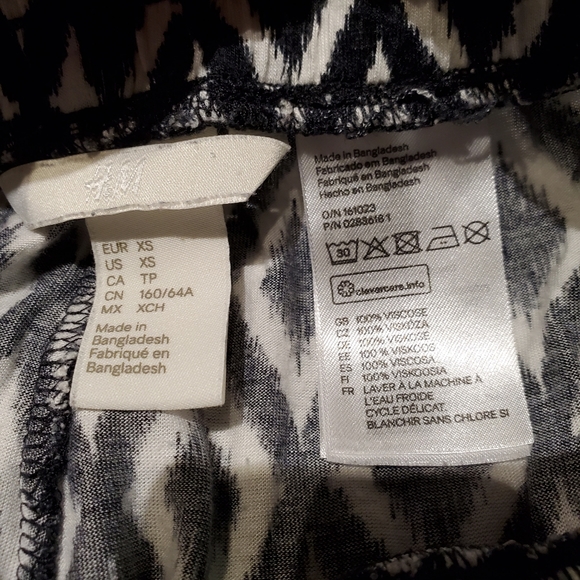 H&M
EUR XS
US XS
CA TP
CN 160/64A
MX XCH
Made in
Bangladesh
Fabriqué en
Bangladesh
Made in Bangladesh
Fabricado em Bangladesh
Fabriqué en Bangladesh
Hecho en Bangladesh
O/N 161023
P/N 0283616.1
30
clevercare.info
GB 100% VISCOSE
CZ 100% VISKÓZA
DE 100% VISKOSE
EE 100 % VISKOOS
ES 100% VISCOSA
FI 100% VISKOOSIA
FR LAVER À LA MACHINE À
L'EAU FROIDE
CYCLE DÉLICAT.
BLANCHIR SANS CHLORE SI